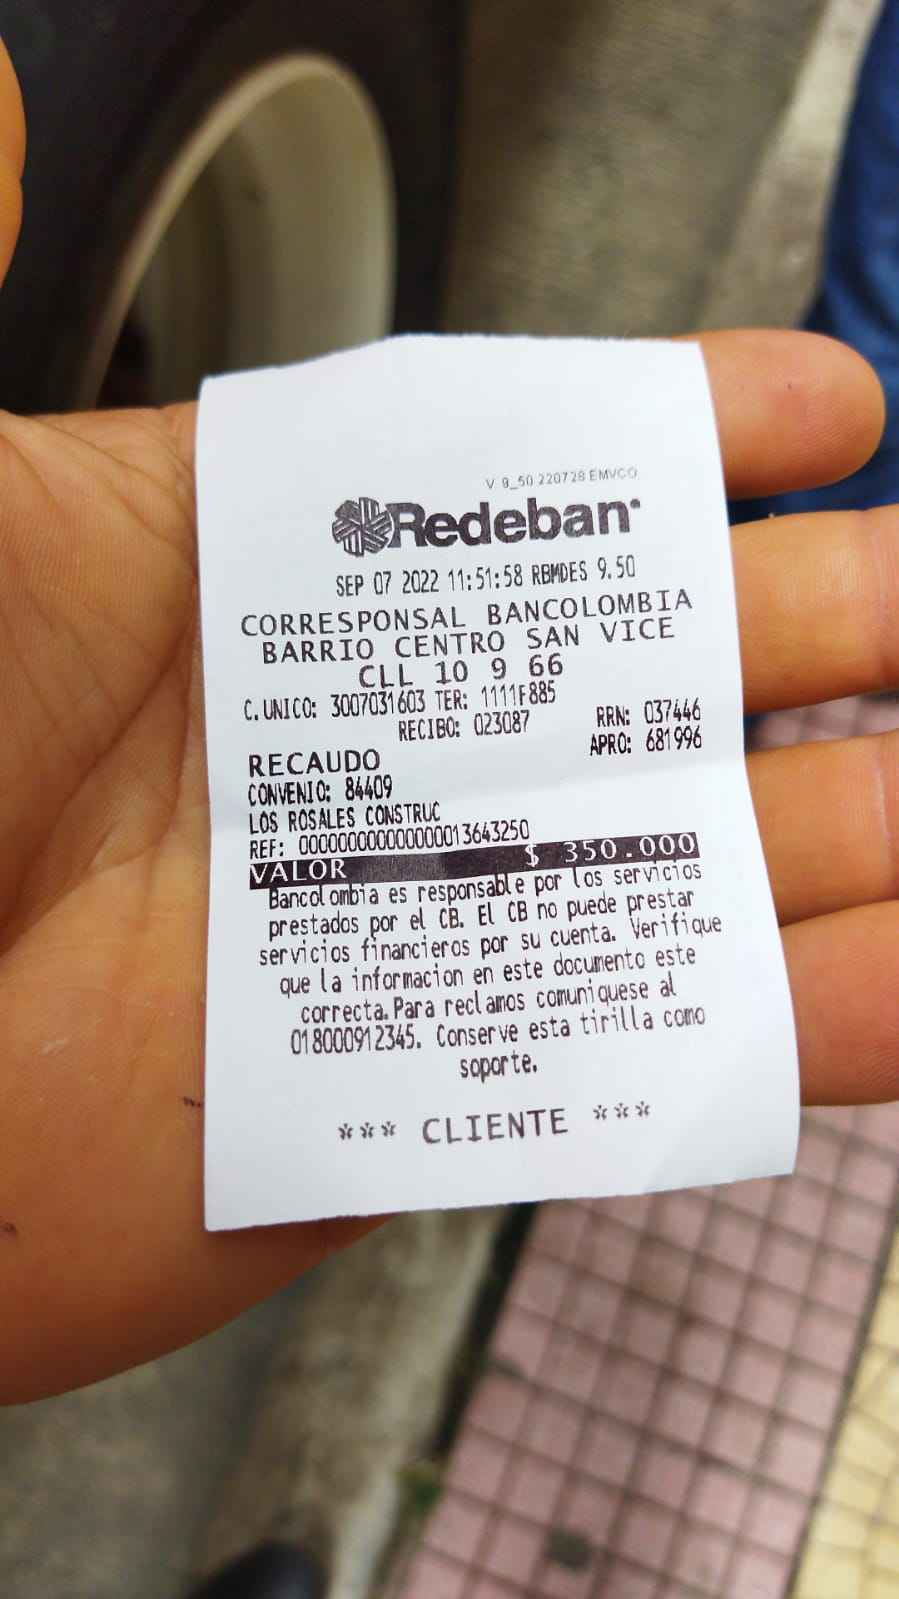 V 9_50 220728 EMVCO
Redeban
SEP 07 2022 11:51:58 RBMDES 9.50
CORRESPONSAL BANCOLOMBIA
BARRIO CENTRO SAN VICE
CLL 10 9 66
C.UNICO: 3007031603 TER: 1111F885
RECIBO: 023087 RRN: 037446
RECAUDO APRO: 681996
CONVENIO: 84409
LOS ROSALES CONSTRUC
REF: 0000000000000000013643250
VALOR $ 350.000
Bancolombia es responsable por los servicios
prestados por el CB. El CB no puede prestar
servicios financieros por su cuenta. Verifique
que la informacion en este documento este
correcta.Para reclamos comuniquese al
018000912345. Conserve esta tirilla como
soporte.
*** CLIENTE ***